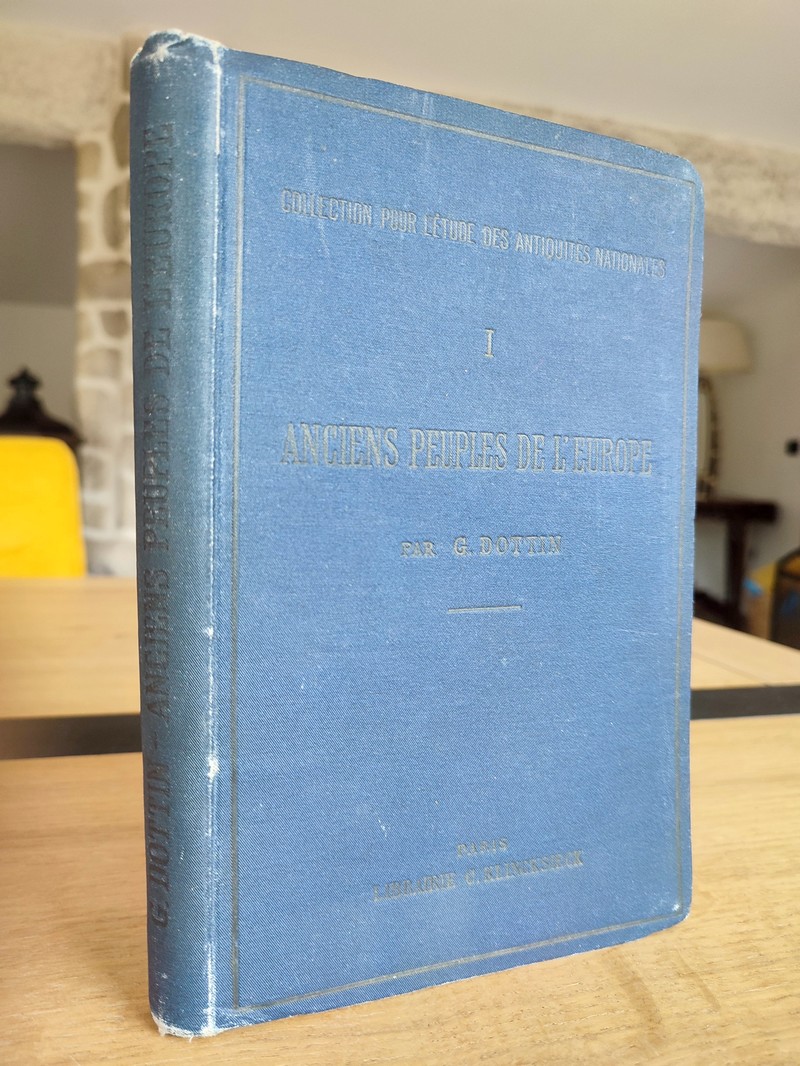 COLLECTION POUR L'ÉTUDE DES ANTIQUITÉS NATIONALES
I
ANCIENS PEUPLES DE L'EUROPE
PAR G. DOTTIN
PARIS
LIBRAIRIE C. KLINCKSIECK
G. DOTTIN - ANCIENS PEUPLES DE L'EUROPE